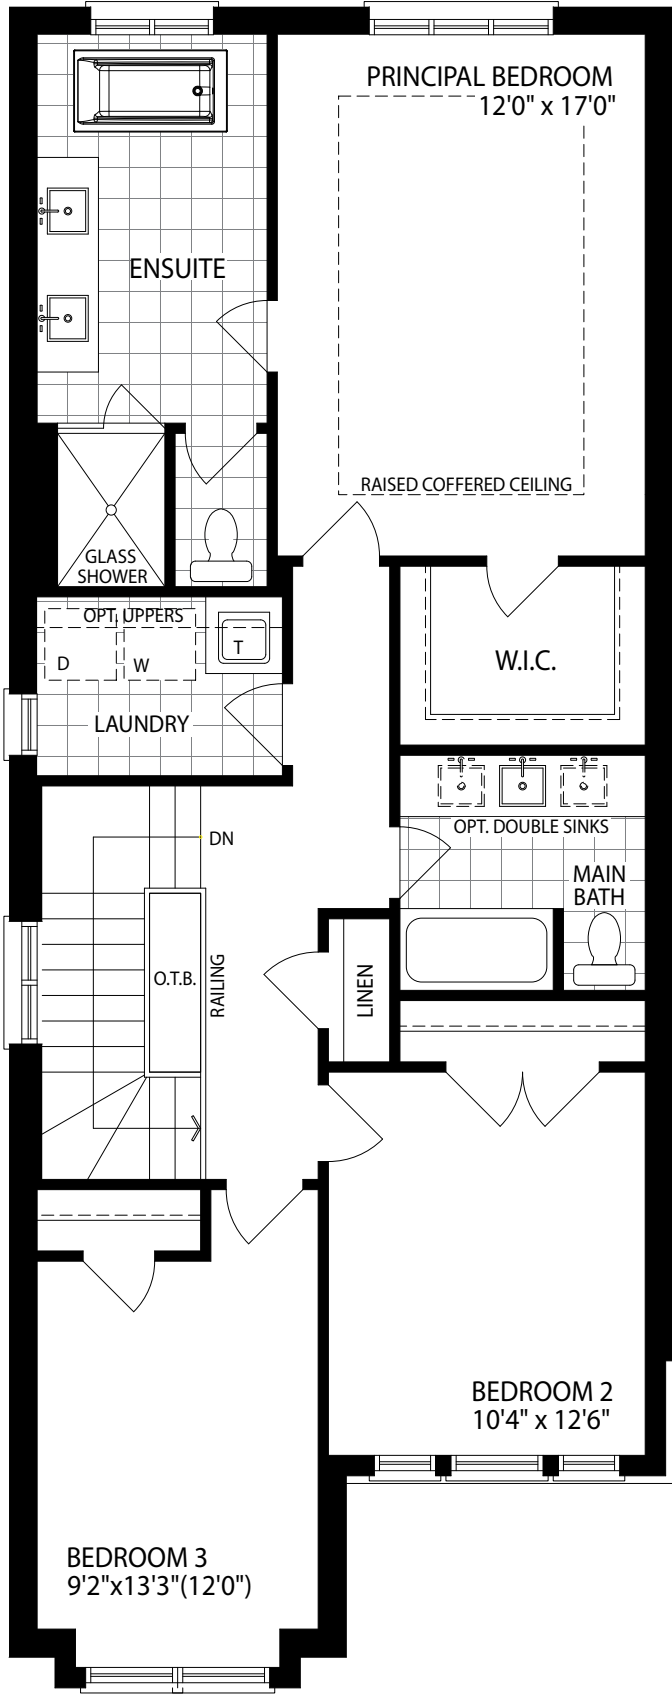 PRINCIPAL BEDROOM
12'0" x 17'0"
ENSUITE
RAISED COFFERED CEILING
GLASS
SHOWER
OPT. UPPERS
D
W
T
LAUNDRY
W.I.C.
DN
OPT. DOUBLE SINKS
MAIN
BATH
O.T.B.
RAILING
LINEN
BEDROOM 2
10'4" x 12'6"
BEDROOM 3
9'2"x13'3"(12'0")